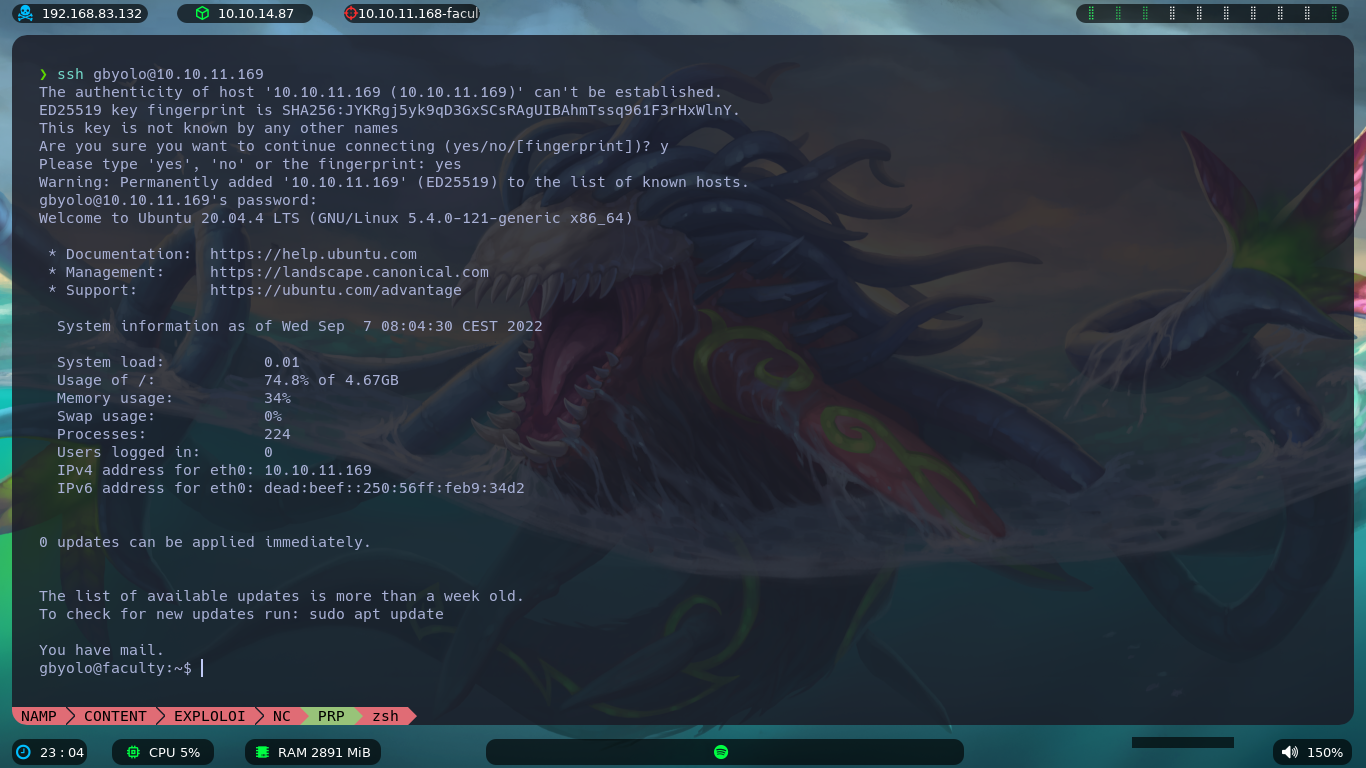 192.168.83.132
10.10.14.87
10.10.11.168-facul
❯ ssh gbyolo@10.10.11.169
The authenticity of host '10.10.11.169 (10.10.11.169)' can't be established.
ED25519 key fingerprint is SHA256:JYKRgj5yk9qD3GxSCsRAgUIBAhmTssq961F3rHxWlnY.
This key is not known by any other names
Are you sure you want to continue connecting (yes/no/[fingerprint])? y
Please type 'yes', 'no' or the fingerprint: yes
Warning: Permanently added '10.10.11.169' (ED25519) to the list of known hosts.
gbyolo@10.10.11.169's password:
Welcome to Ubuntu 20.04.4 LTS (GNU/Linux 5.4.0-121-generic x86_64)
* Documentation:  https://help.ubuntu.com
* Management:     https://landscape.canonical.com
* Support:        https://ubuntu.com/advantage
System information as of Wed Sep  7 08:04:30 CEST 2022
System load:           0.01
Usage of /:            74.8% of 4.67GB
Memory usage:          34%
Swap usage:            0%
Processes:             224
Users logged in:       0
IPv4 address for eth0: 10.10.11.169
IPv6 address for eth0: dead:beef::250:56ff:feb9:34d2
0 updates can be applied immediately.
The list of available updates is more than a week old.
To check for new updates run: sudo apt update
You have mail.
gbyolo@faculty:~$
NAMP CONTENT EXPLOLOI NC PRP zsh
23 : 04
CPU 5%
RAM 2891 MiB
150%